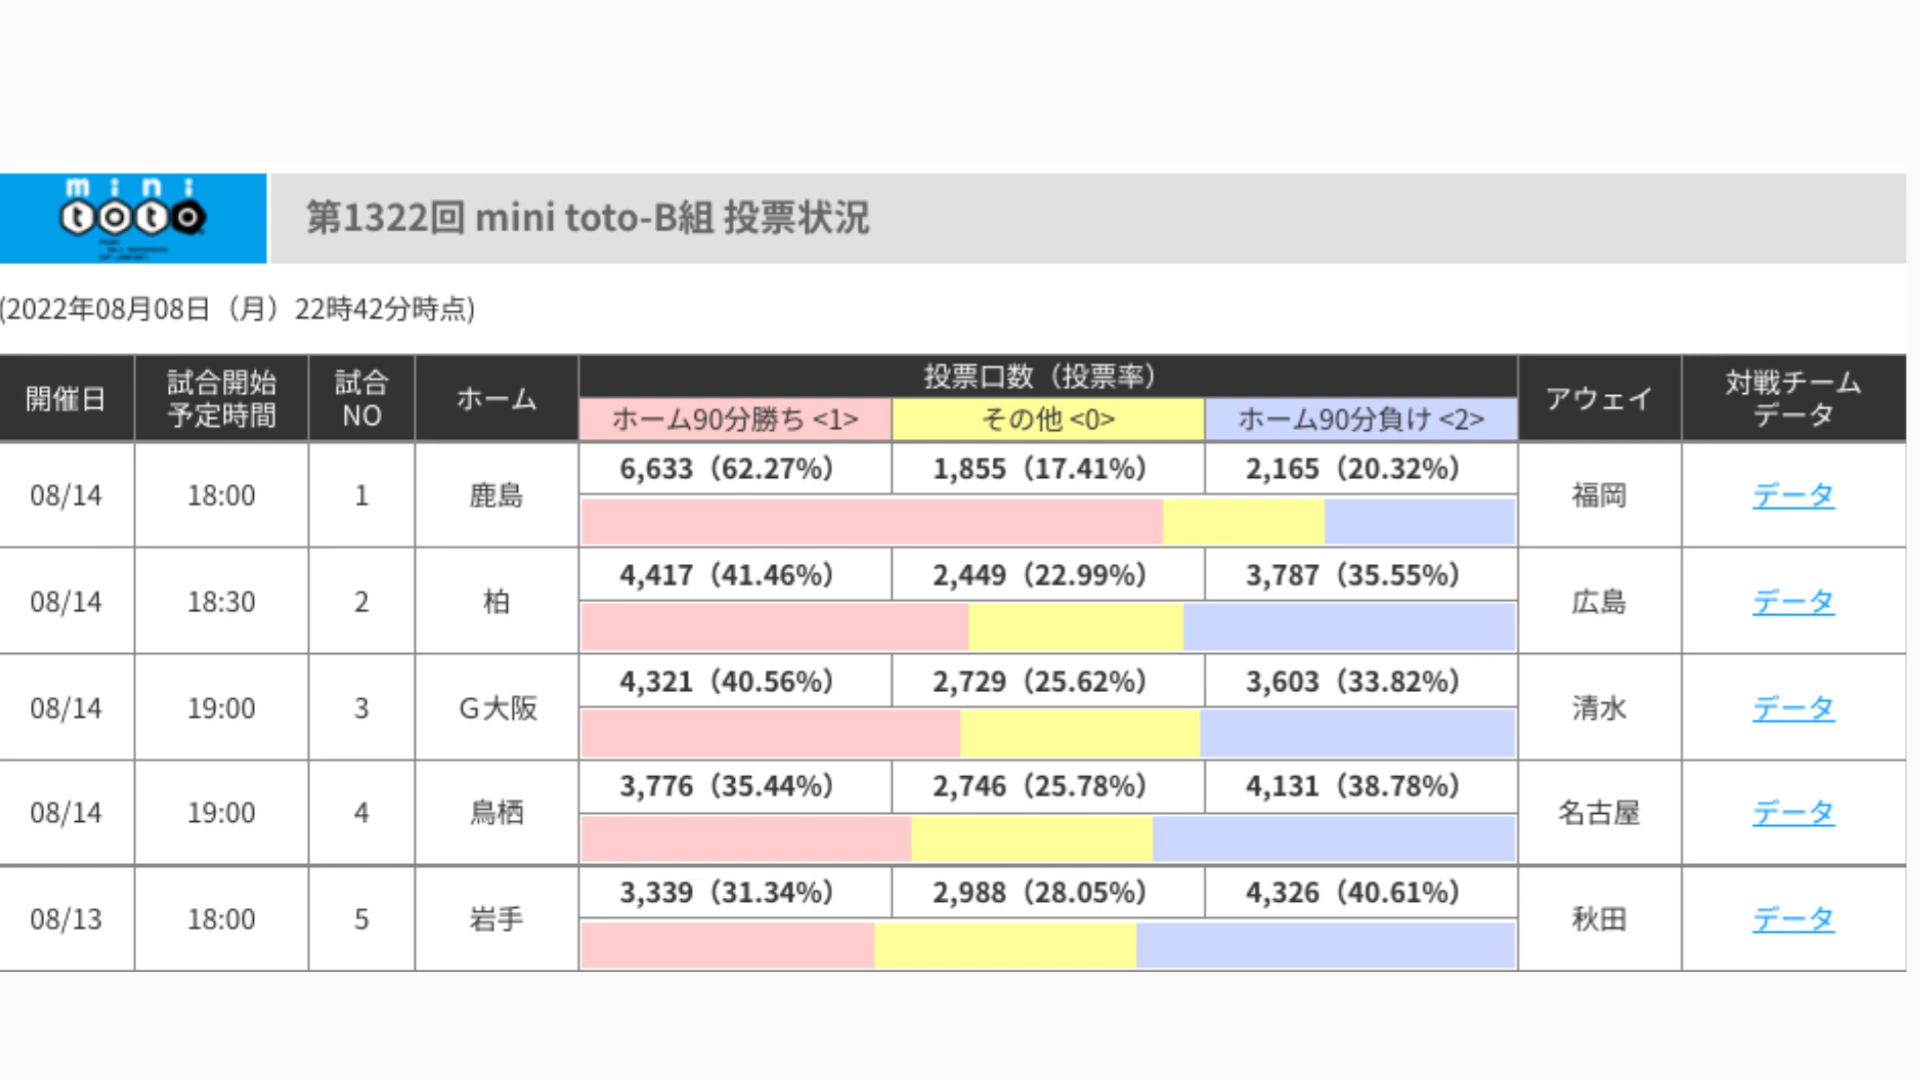 mini
toto
第1322回 mini toto-B組 投票状況
(2022年08月08日（月）22時42分時点)
開催日 試合開始予定時間 試合NO ホーム 投票口数（投票率） アウェイ 対戦チームデータ
ホーム90分勝ち <1> その他 <0> ホーム90分負け <2>
08/14 18:00 1 鹿島 6,633（62.27%） 1,855（17.41%） 2,165（20.32%） 福岡 データ
08/14 18:30 2 柏 4,417（41.46%） 2,449（22.99%） 3,787（35.55%） 広島 データ
08/14 19:00 3 Ｇ大阪 4,321（40.56%） 2,729（25.62%） 3,603（33.82%） 清水 データ
08/14 19:00 4 鳥栖 3,776（35.44%） 2,746（25.78%） 4,131（38.78%） 名古屋 データ
08/13 18:00 5 岩手 3,339（31.34%） 2,988（28.05%） 4,326（40.61%） 秋田 データ